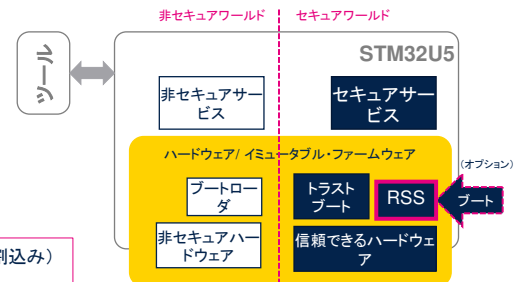 非セキュアワールド
セキュアワールド
STM32U5
ツール
非セキュアサー
ビス
セキュアサー
ビス
ハードウェア/ イミュータブル・ファームウェア
(オプション)
ブートロー
ダ
トラスト
ブート
RSS
ブート
非セキュアハー
ドウェア
信頼できるハードウェ
ア
割込み)